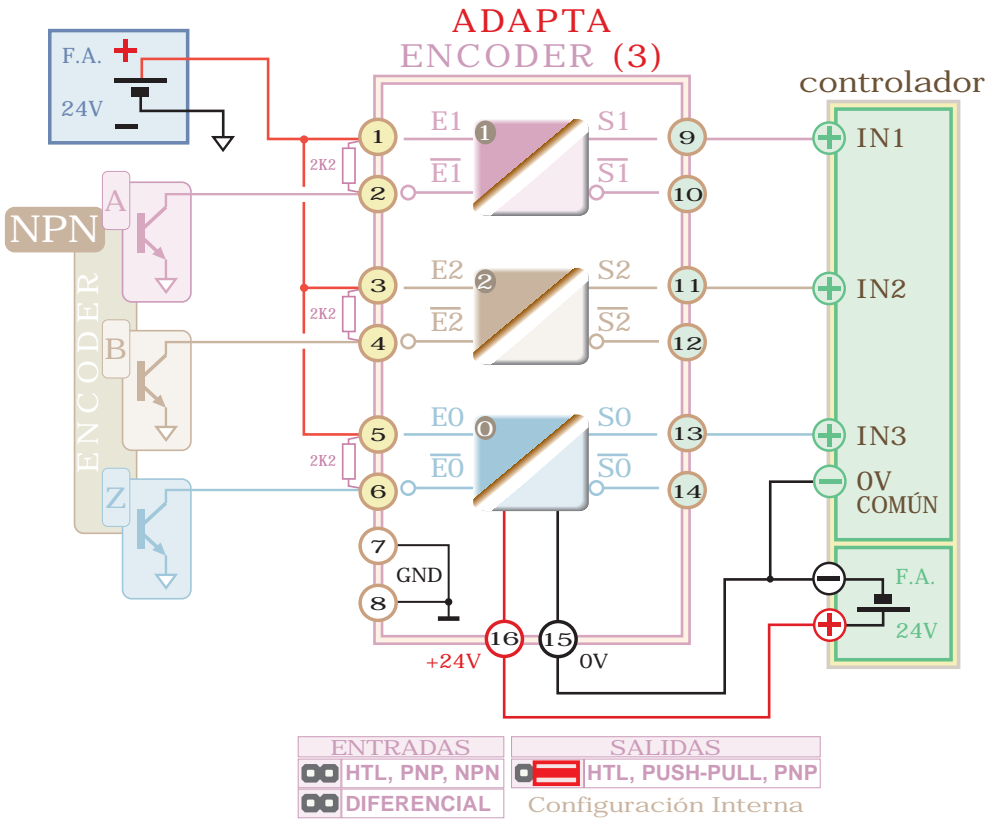 ADAPTA
ENCODER (3)
controlador
F.A. +
24V
−
1
2
3
4
5
6
7
8
2K2
2K2
2K2
E1
E1
1
S1
S1
E2
E2
2
S2
S2
E0
E0
0
S0
S0
9
10
11
12
13
14
+ IN1
+ IN2
+ IN3
− 0V
COMÚN
NPN
ENCODER
A
B
Z
GND
16
15
+24V
0V
− F.A.
+ 24V
ENTRADAS
HTL, PNP, NPN
DIFERENCIAL
SALIDAS
HTL, PUSH-PULL, PNP
Configuración Interna